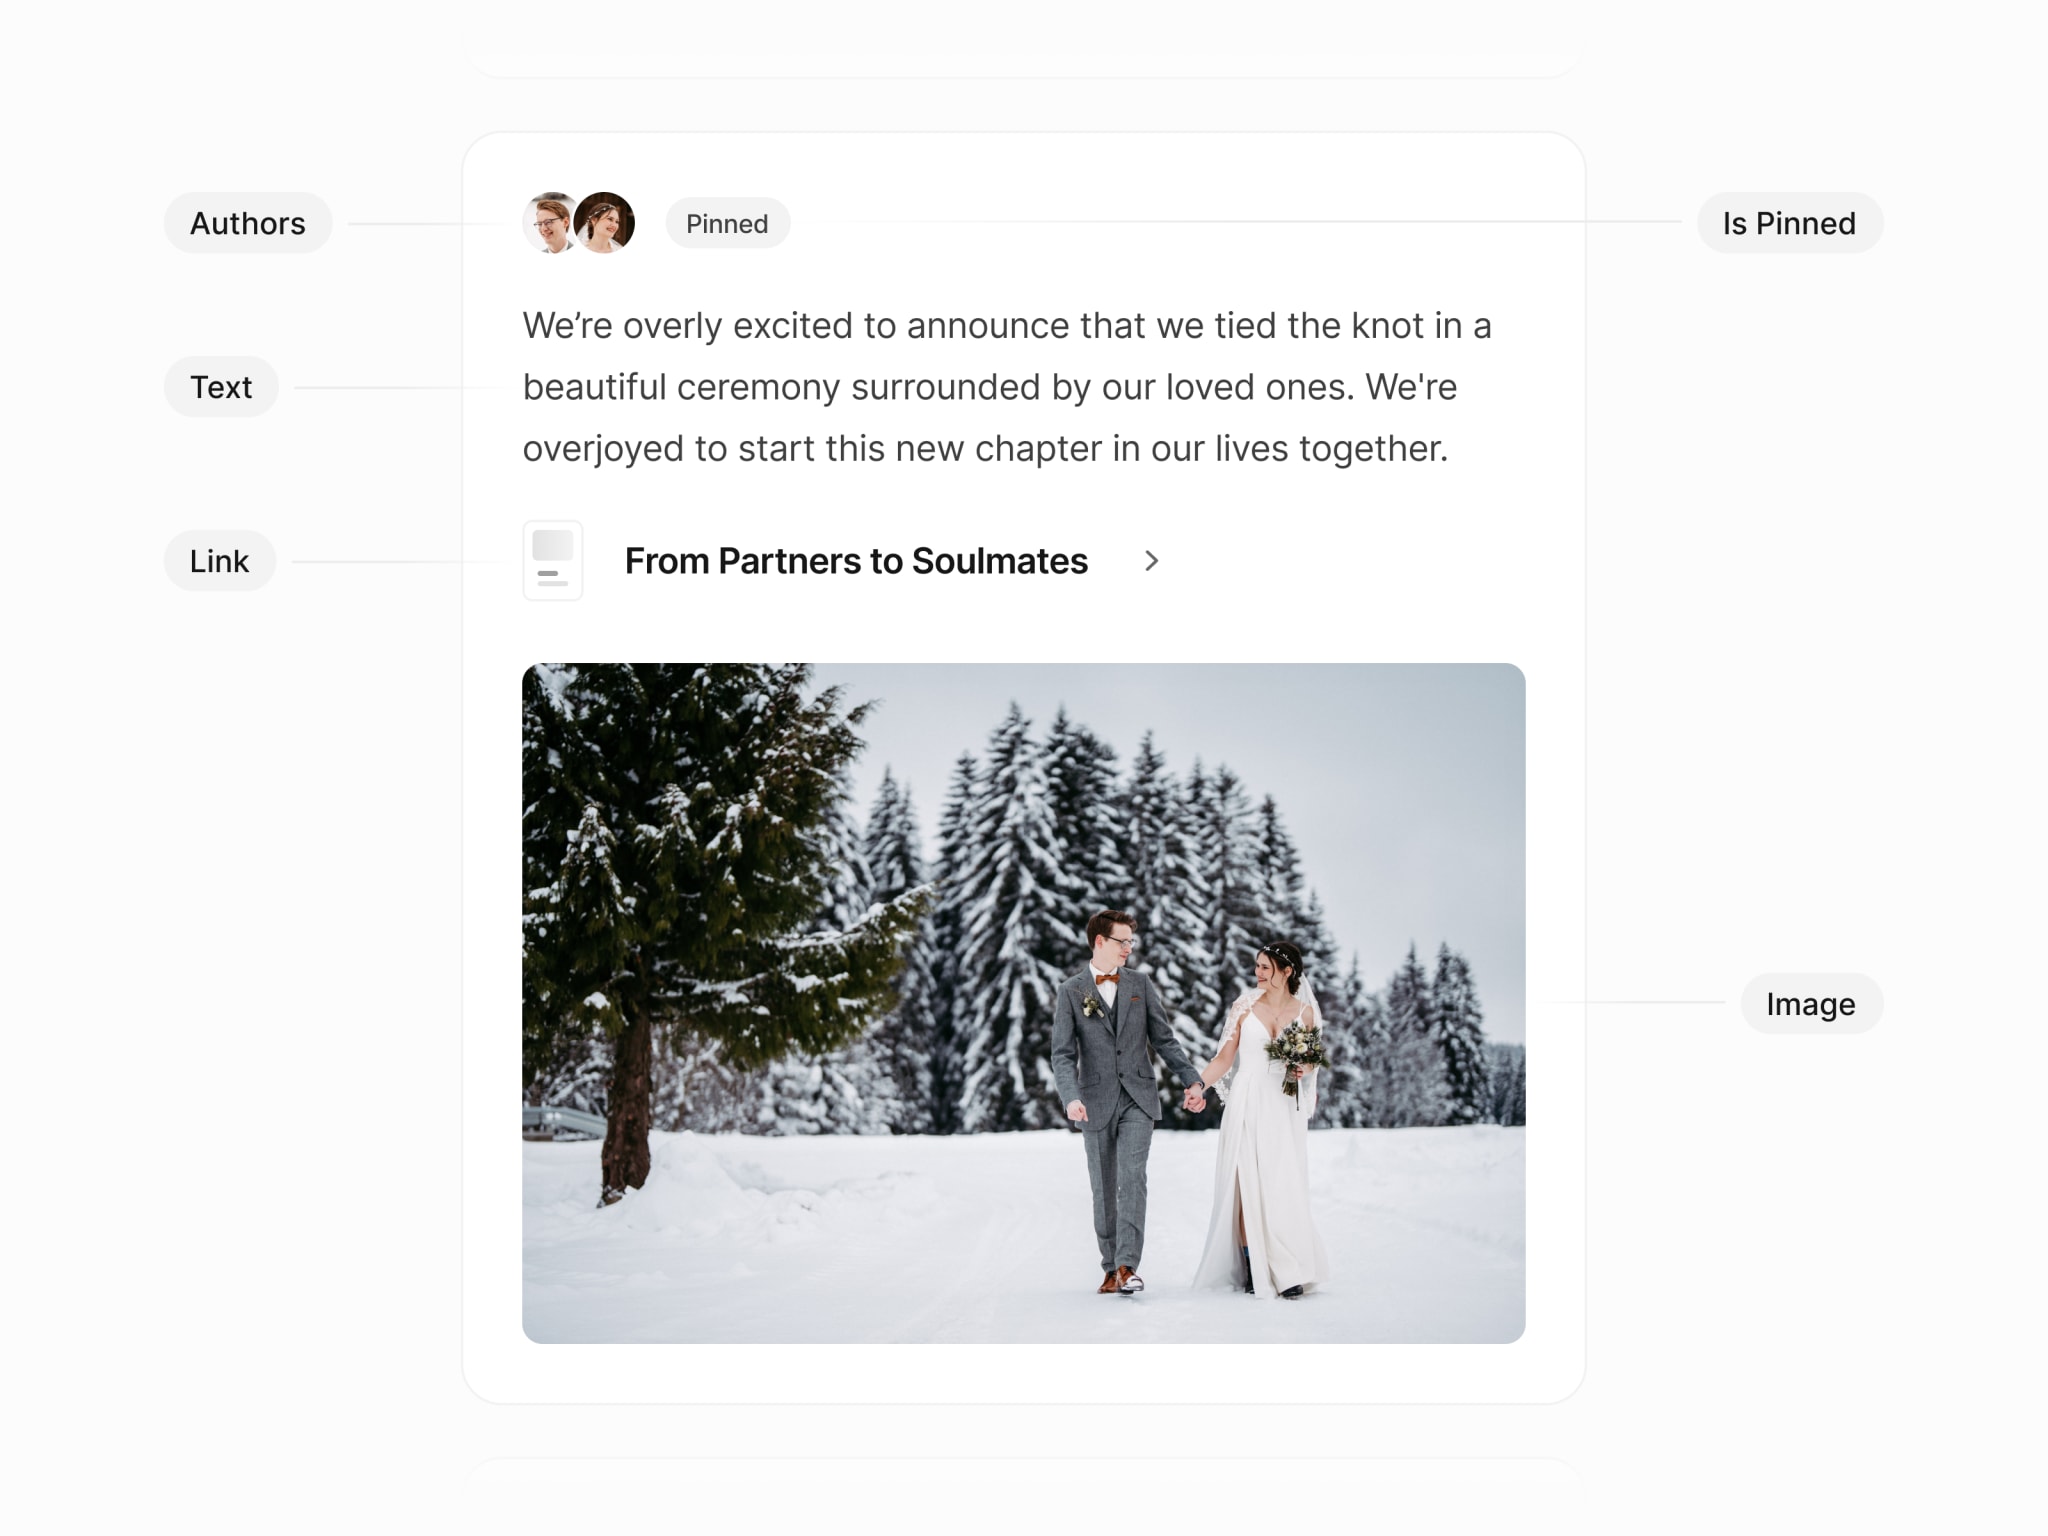 Authors
Pinned
Is Pinned
We’re overly excited to announce that we tied the knot in a
Text
beautiful ceremony surrounded by our loved ones. We're
overjoyed to start this new chapter in our lives together.
Link
From Partners to Soulmates
Image